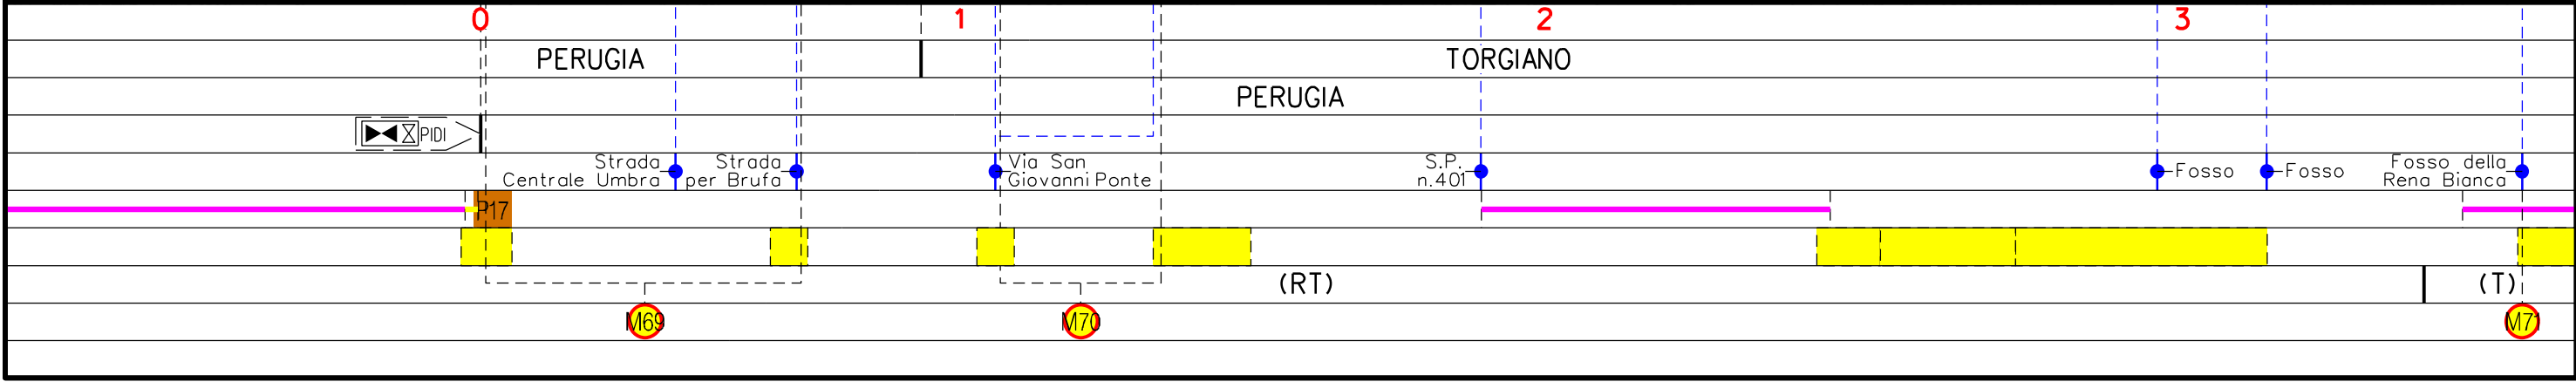 0 1 2 3
PERUGIA TORGIANO
PERUGIA
PIDI
Strada Centrale Umbra
Strada per Brufa
Via San Giovanni Ponte
S.P. n.401
Fosso
Fosso
Fosso della Rena Bianca
P17
(RT) (T)
M69 M70 M71